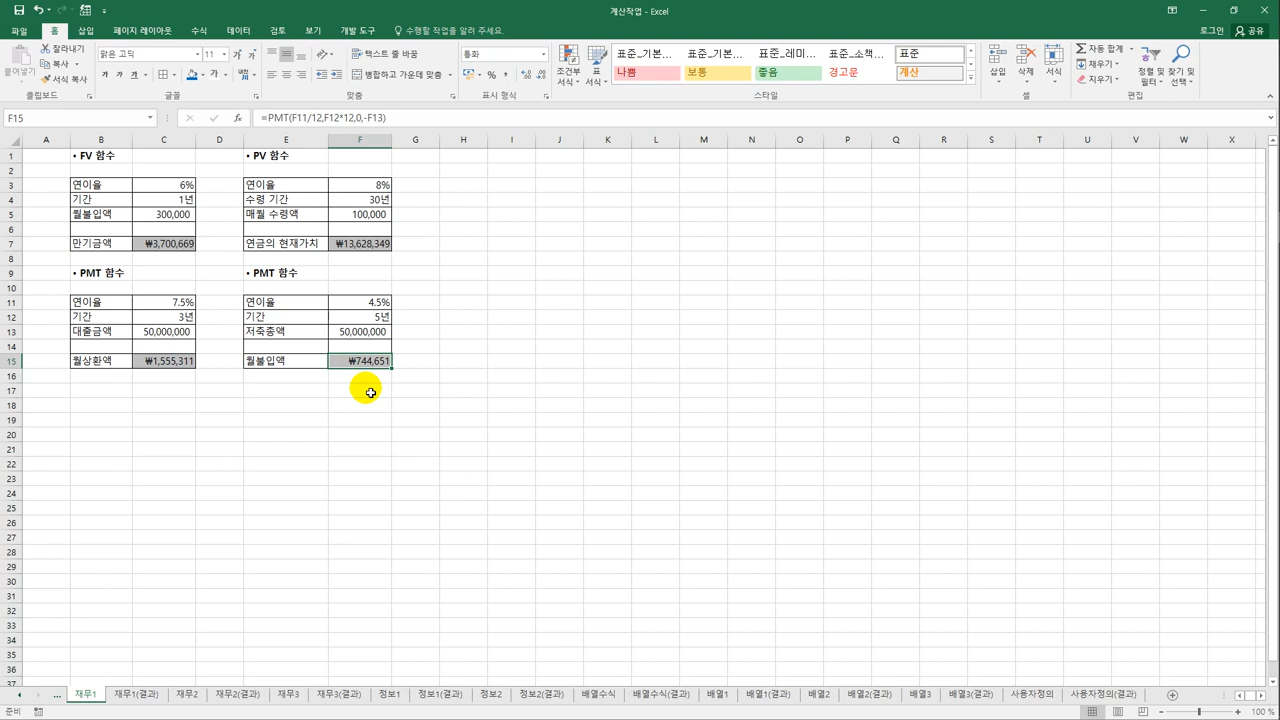 계산작업 - Excel
파일 홈 삽입 페이지 레이아웃 수식 데이터 검토 보기 개발 도구 수행할 작업을 알려 주세요. 로그인 공유
붙여넣기 잘라내기 복사 서식 복사
맑은 고딕 11 가 가
가 가 가
텍스트 줄 바꿈
병합하고 가운데 맞춤
통화
조건부 서식 표 서식
표준_기본... 표준_기본... 표준_레미... 표준_소책... 표준
나쁨 보통 좋음 경고문 계산
삽입 삭제 서식
자동 합계 채우기 지우기
정렬 및 필터 찾기 및 선택
클립보드 글꼴 맞춤 표시 형식 스타일 셀 편집
F15 fx =PMT(F11/12,F12*12,0,-F13)
A B C D E F G H I J K L M N O P Q R S T U V W X
1 • FV 함수 • PV 함수
2
3 연이율 6% 연이율 8%
4 기간 1년 수령 기간 30년
5 월불입액 300,000 매월 수령액 100,000
6
7 만기금액 ₩3,700,669 연금의 현재가치 ₩13,628,349
8
9 • PMT 함수 • PMT 함수
10
11 연이율 7.5% 연이율 4.5%
12 기간 3년 기간 5년
13 대출금액 50,000,000 저축총액 50,000,000
14
15 월상환액 ₩1,555,311 월불입액 ₩744,651
16
17
18
19
20
21
22
23
24
25
26
27
28
29
30
31
32
33
34
35
36
37
... 재무1 재무1(결과) 재무2 재무2(결과) 재무3 재무3(결과) 정보1 정보1(결과) 정보2 정보2(결과) 배열수식 배열수식(결과) 배열1 배열1(결과) 배열2 배열2(결과) 배열3 배열3(결과) 사용자정의 사용자정의(결과)
준비 100 %